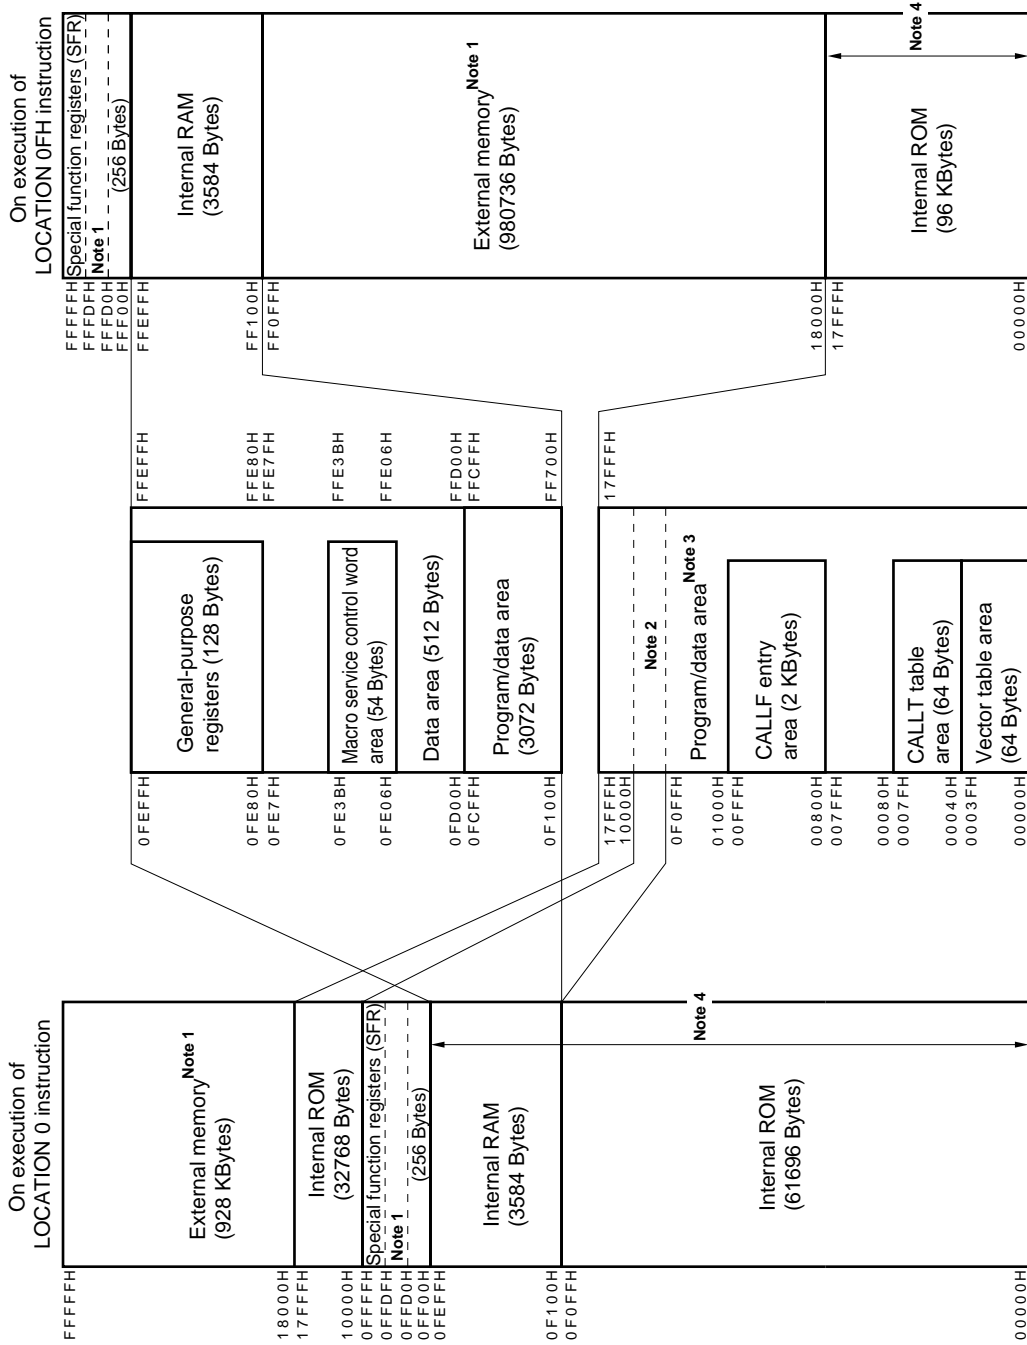 On execution of
LOCATION 0 instruction
FFFFFH
18000H
17FFFH
10000H
0FFFFH
0FFDFH
0FFD0H
0FF00H
0FEFFH
0F100H
0F0FFH
00000H
External memory Note 1
(928 KBytes)
Internal ROM
(32768 Bytes)
Special function registers (SFR)
Note 1
(256 Bytes)
Internal RAM
(3584 Bytes)
Note 4
Internal ROM
(61696 Bytes)
0FEFFH
0FE80H
0FE7FH
0FE3BH
0FE06H
0FD00H
0FCFFH
0F100H
General-purpose
registers (128 Bytes)
Macro service control word
area (54 Bytes)
Data area (512 Bytes)
Program/data area
(3072 Bytes)
FFEFFH
FFE80H
FFE7FH
FFE3BH
FFE06H
FFD00H
FFCFFH
FF700H
17FFFH
10000H
0F0FFH
01000H
00FFFH
00800H
007FFH
00080H
0007FH
00040H
0003FH
00000H
Note 2
Program/data area Note 3
CALLF entry
area (2 KBytes)
CALLT table
area (64 Bytes)
Vector table area
(64 Bytes)
17FFFH
On execution of
LOCATION 0FH instruction
FFFFFH
FFFDFH
FFFD0H
FFF00H
FFEFFH
FF100H
FF0FFH
18000H
17FFFH
00000H
Special function registers (SFR)
Note 1
(256 Bytes)
Internal RAM
(3584 Bytes)
External memory Note 1
(980736 Bytes)
Internal ROM
(96 KBytes)
Note 4